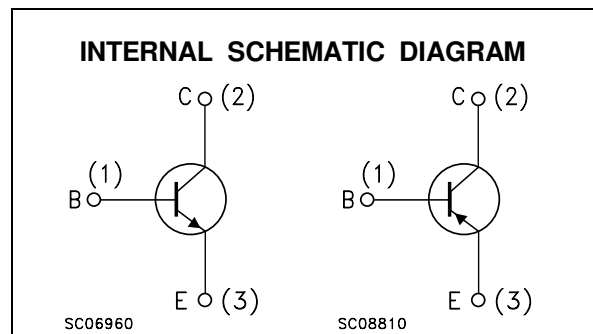 INTERNAL SCHEMATIC DIAGRAM
C (2)
C (2)
(1)
(1)
B
B
E (3)
E (3)
SC06960
SC08810